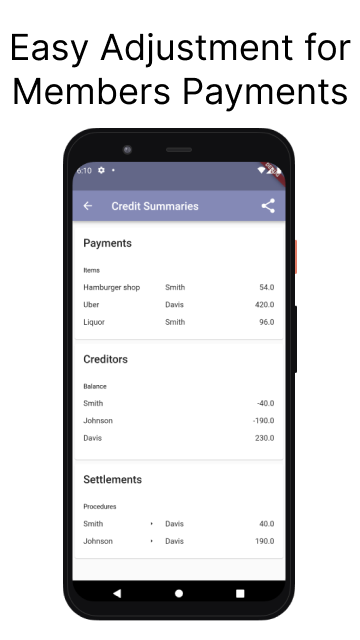 Easy Adjustment for
Members Payments
6:10
Credit Summaries
Payments
Items
Hamburger shop Smith 54.0
Uber Davis 420.0
Liquor Smith 96.0
Creditors
Balance
Smith -40.0
Johnson -190.0
Davis 230.0
Settlements
Procedures
Smith Davis 40.0
Johnson Davis 190.0